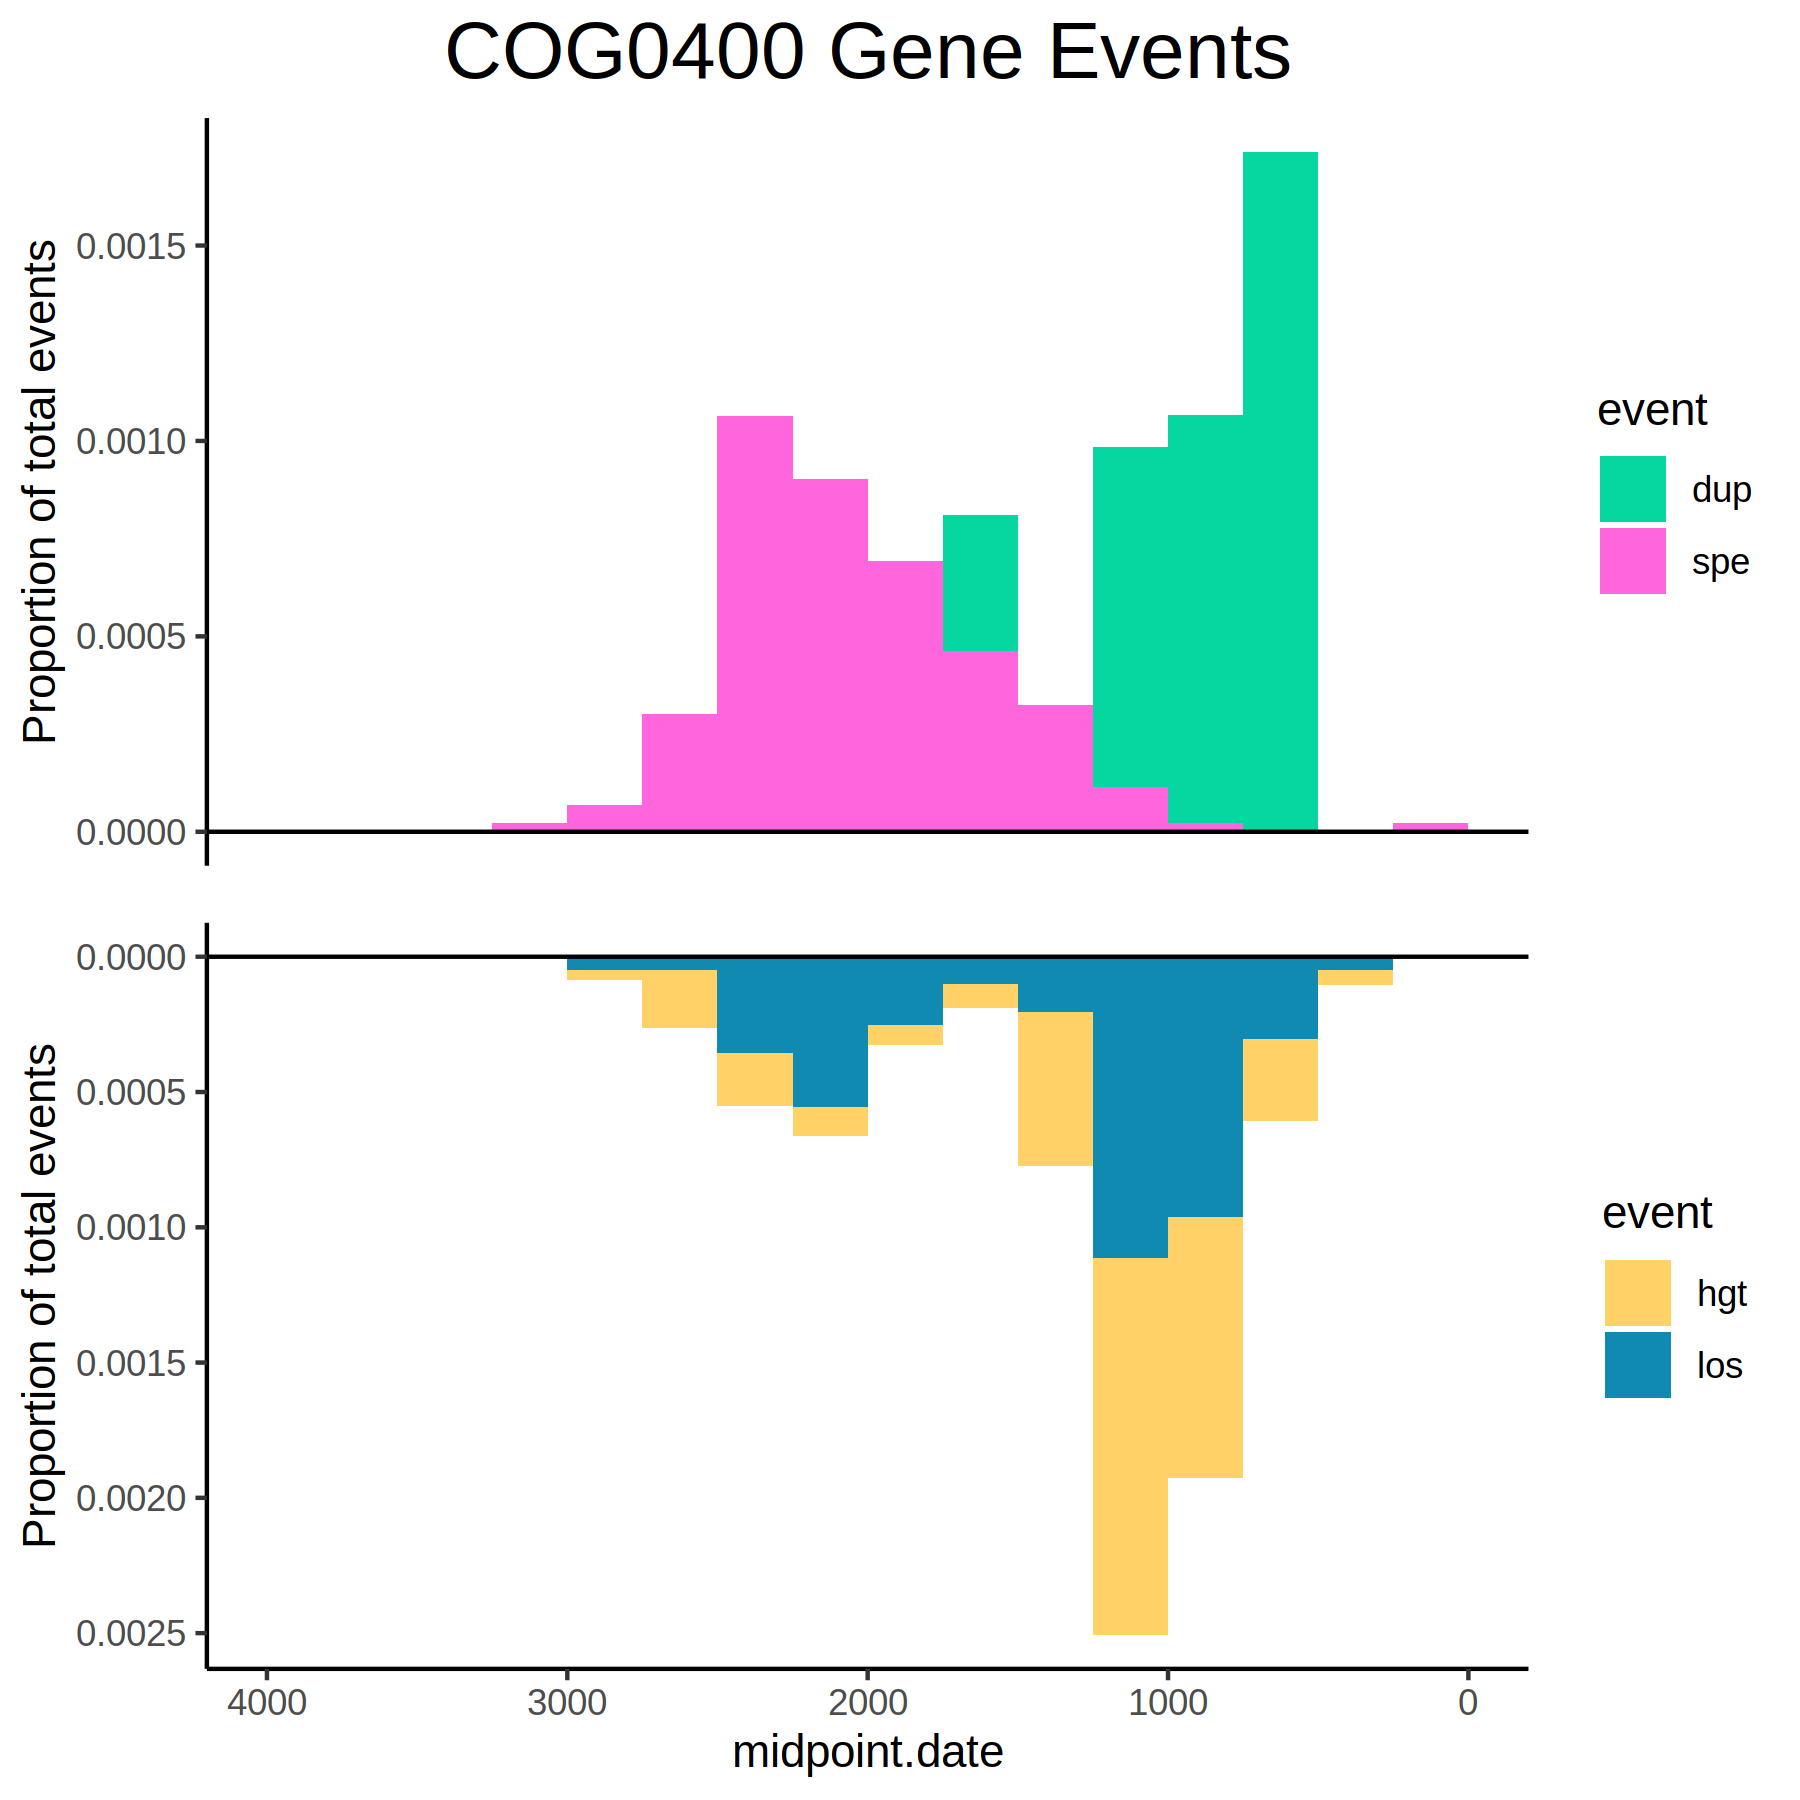 COG0400 Gene Events
Proportion of total events
0.0015
0.0010
0.0005
0.0000
event
dup
spe
Proportion of total events
0.0000
0.0005
0.0010
0.0015
0.0020
0.0025
event
hgt
los
4000 3000 2000 1000 0
midpoint.date